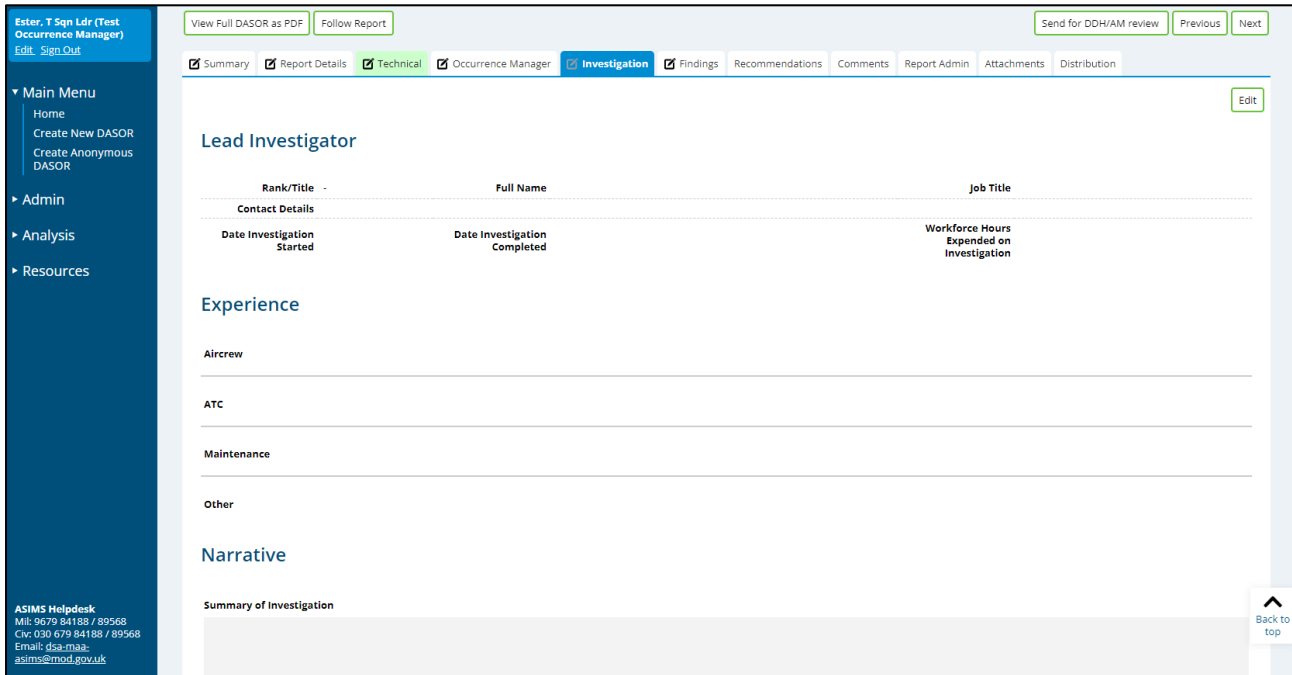 Ester, T Sqn Ldr (Test
Occurrence Manager)
Edit Sign Out
Main Menu
Home
Create New DASOR
Create Anonymous
DASOR
Admin
Analysis
Resources
ASIMS Helpdesk
Mil: 9679 84188 / 89568
Civ: 030 679 84188 / 89568
Email: dsa-maa-
asims@mod.gov.uk
View Full DASOR as PDF Follow Report Send for DDH/AM review Previous Next
Summary Report Details Technical Occurrence Manager Investigation Findings Recommendations Comments Report Admin Attachments Distribution
Edit
Lead Investigator
Rank/Title - Full Name Job Title
Contact Details
Date Investigation Started Date Investigation Completed Workforce Hours Expended on Investigation
Experience
Aircrew
ATC
Maintenance
Other
Narrative
Summary of Investigation
Back to
top